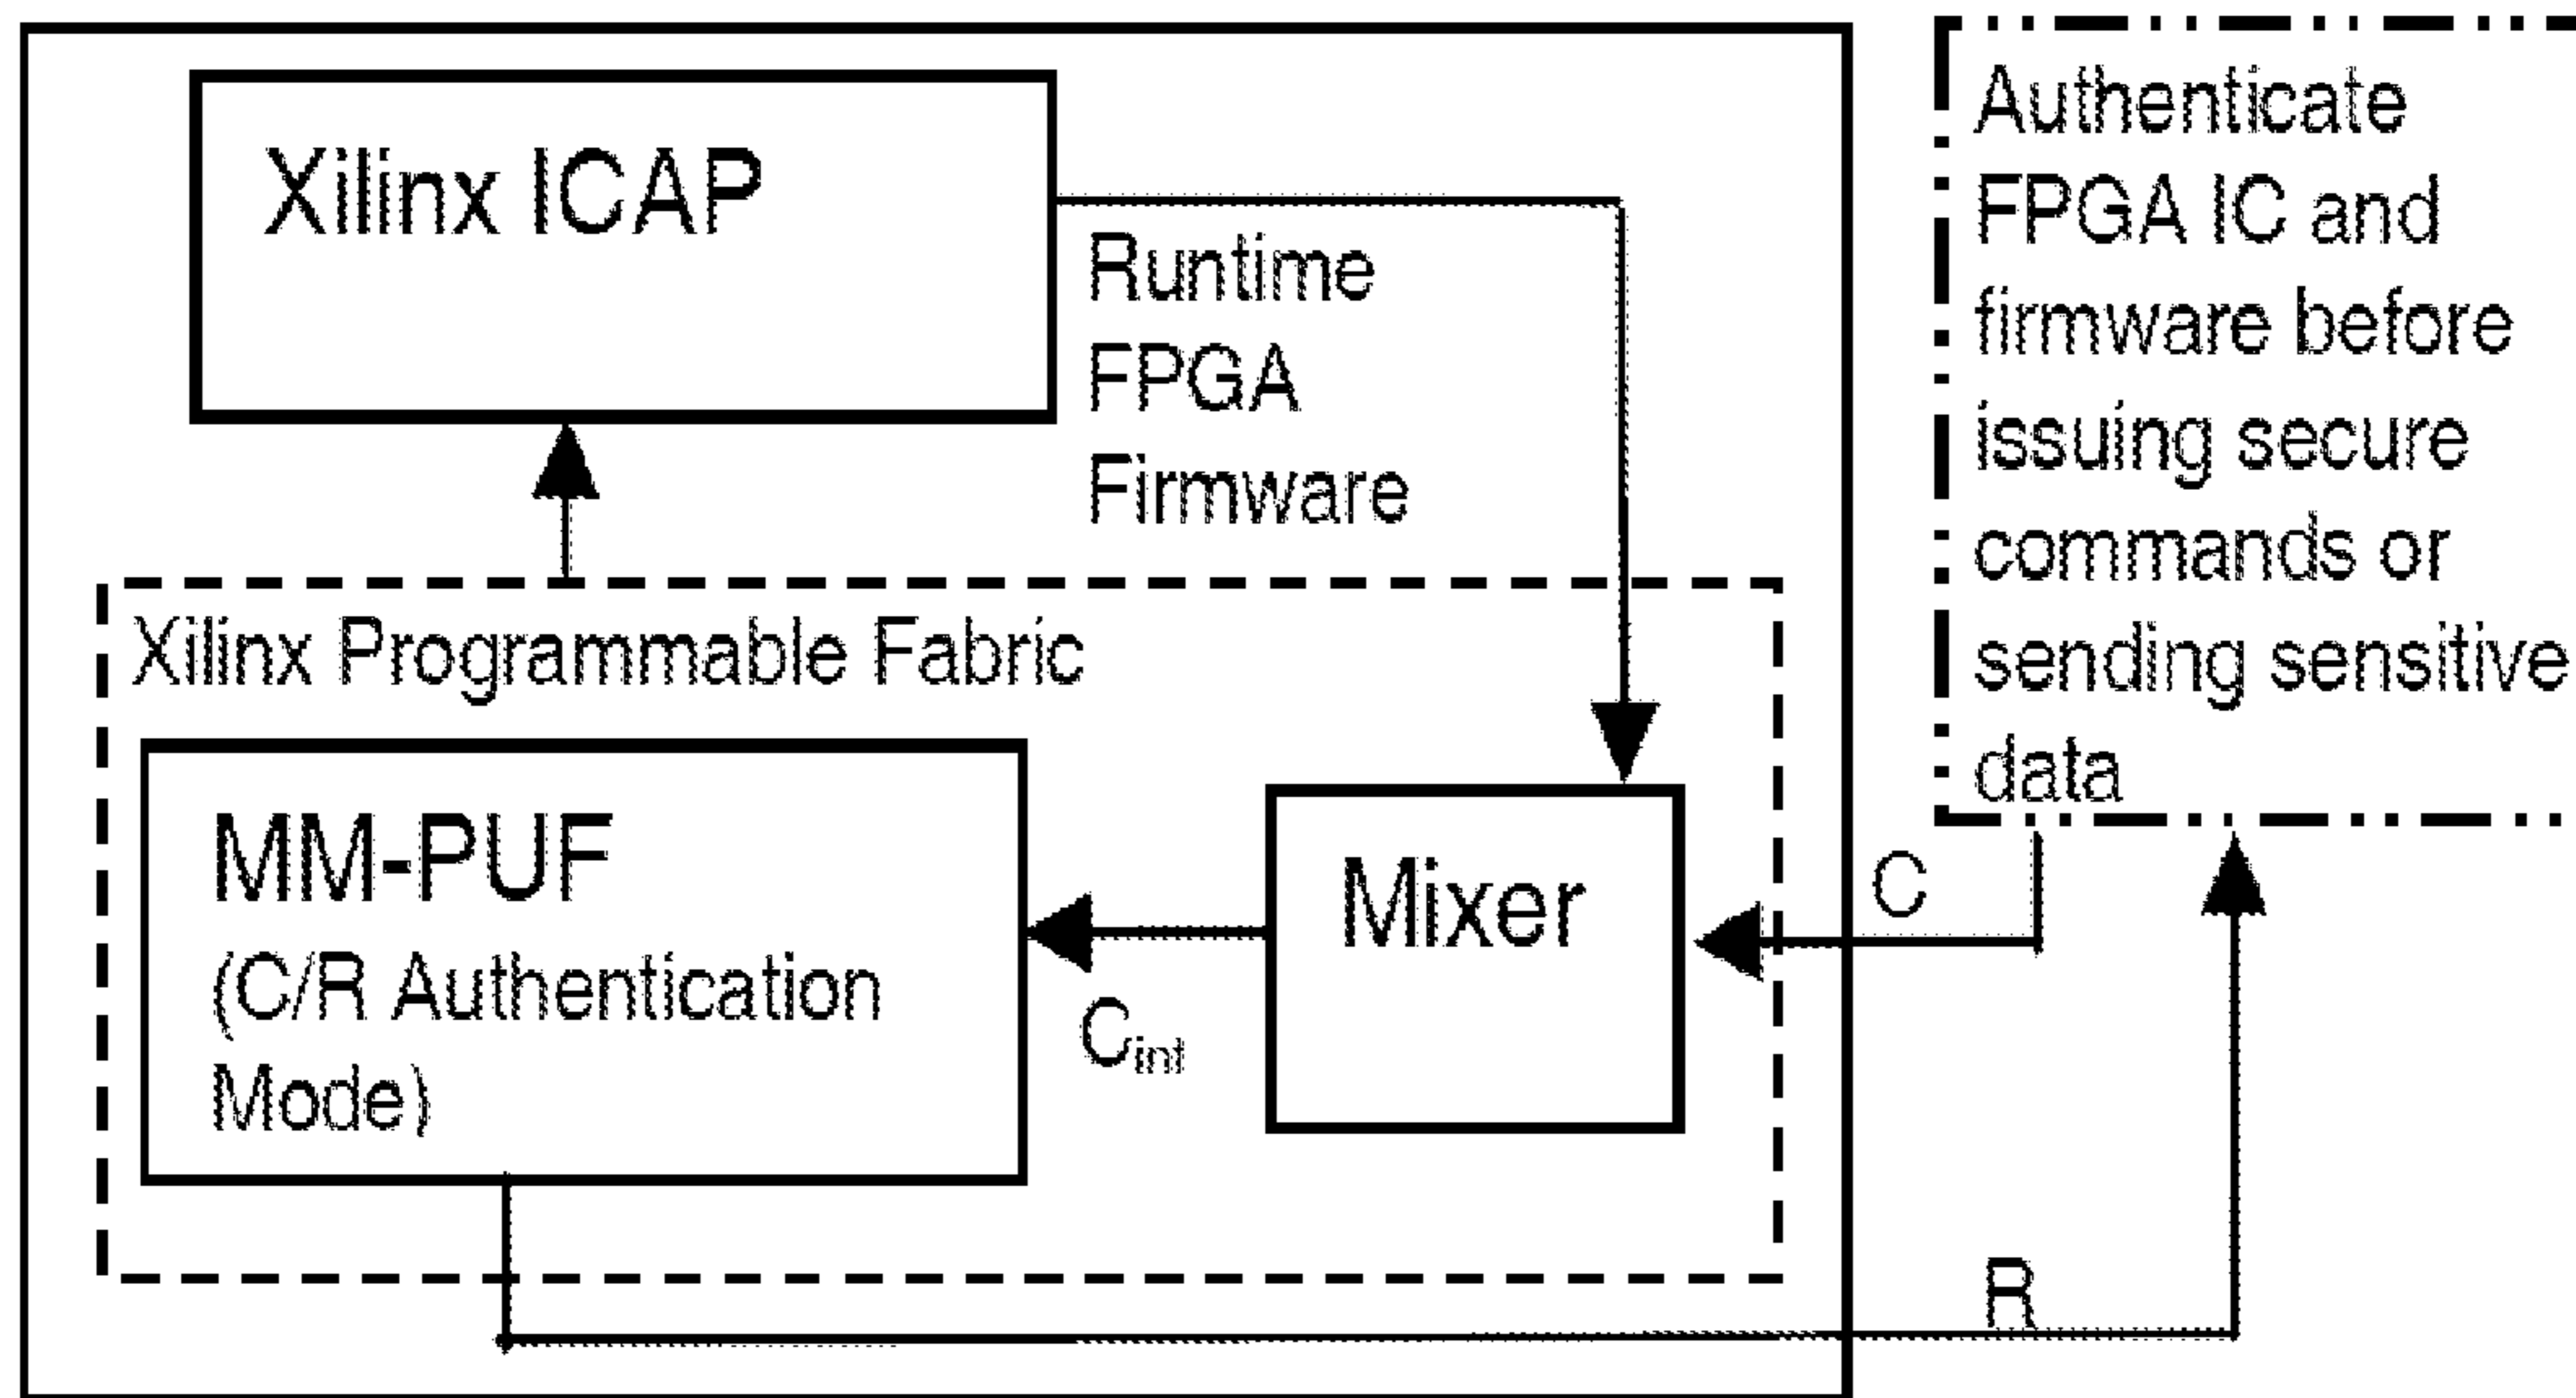 Xilinx ICAP
Runtime
FPGA
Firmware
Xilinx Programmable Fabric
MM-PUF
(C/R Authentication
Mode)
C_int
Mixer
C
R
Authenticate
FPGA IC and
firmware before
issuing secure
commands or
sending sensitive
data